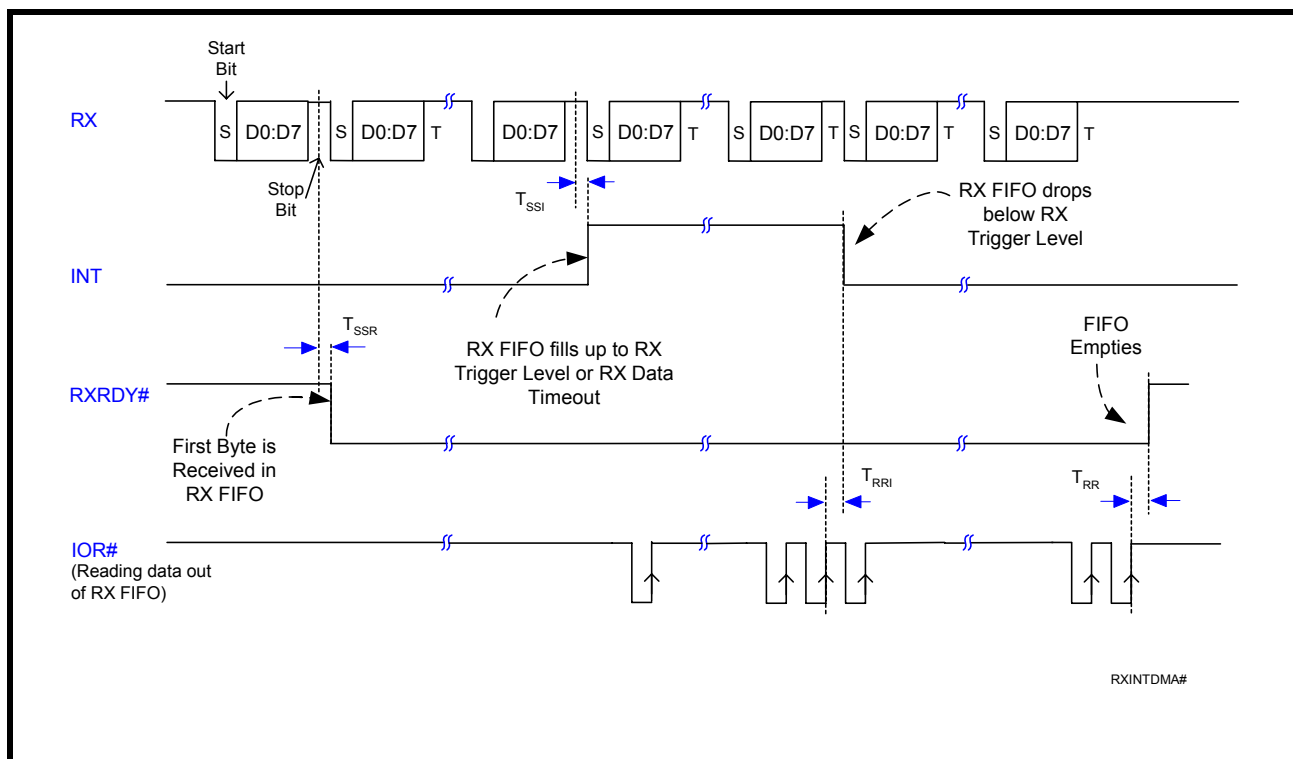 Start
Bit
RX
S D0:D7 S D0:D7 T D0:D7 S D0:D7 T S D0:D7 T S D0:D7 T S D0:D7 T
Stop
Bit
TSSI
RX FIFO drops
below RX
Trigger Level
INT
TSSR
RX FIFO fills up to RX
Trigger Level or RX Data
Timeout
FIFO
Empties
RXRDY#
First Byte is
Received in
RX FIFO
TRRI
TRR
IOR#
(Reading data out
of RX FIFO)
RXINTDMA#